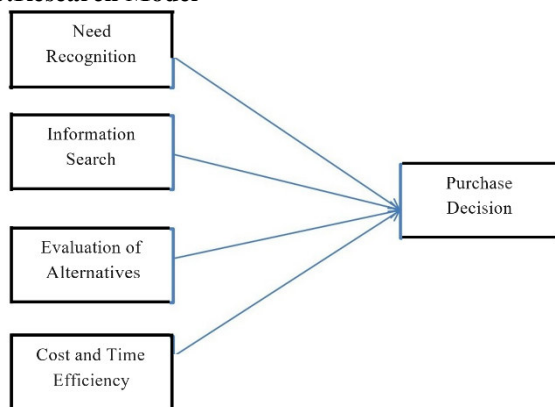 Need
Recognition
Information
Search
Purchase
Decision
Evaluation of
Alternatives
Cost and Time
Efficiency